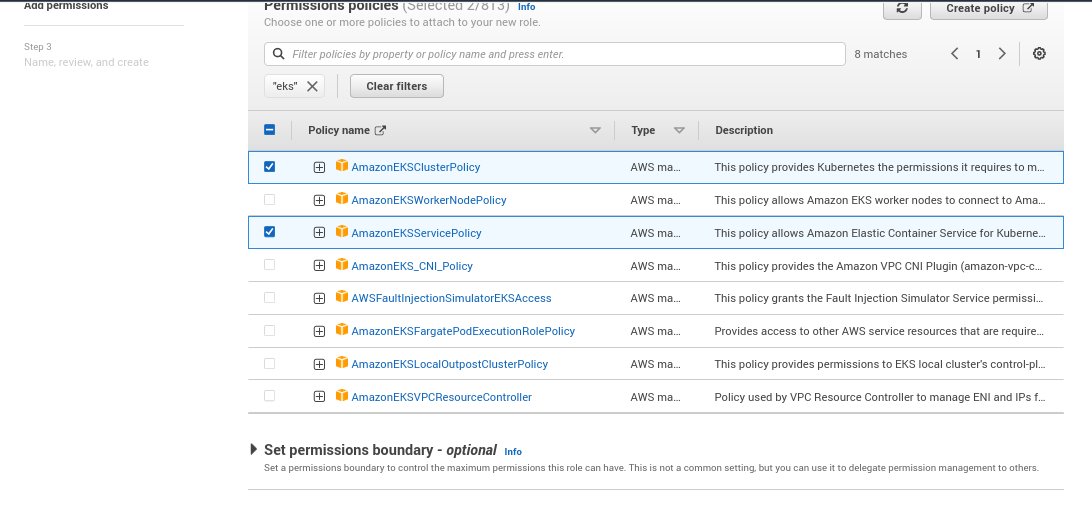 Add permissions
Step 3
Name, review, and create
Permissions policies (Selected 2/813) Info
Choose one or more policies to attach to your new role.
Create policy
Filter policies by property or policy name and press enter.
8 matches
1
"eks"
Clear filters
Policy name Type Description
AmazonEKSClusterPolicy AWS ma... This policy provides Kubernetes the permissions it requires to m...
AmazonEKSWorkerNodePolicy AWS ma... This policy allows Amazon EKS worker nodes to connect to Ama...
AmazonEKSServicePolicy AWS ma... This policy allows Amazon Elastic Container Service for Kuberne...
AmazonEKS_CNI_Policy AWS ma... This policy provides the Amazon VPC CNI Plugin (amazon-vpc-c...
AWSFaultInjectionSimulatorEKSAccess AWS ma... This policy grants the Fault Injection Simulator Service permissi...
AmazonEKSFargatePodExecutionRolePolicy AWS ma... Provides access to other AWS service resources that are require...
AmazonEKSLocalOutpostClusterPolicy AWS ma... This policy provides permissions to EKS local cluster's control-pl...
AmazonEKSVPCResourceController AWS ma... Policy used by VPC Resource Controller to manage ENI and IPs f...
Set permissions boundary - optional Info
Set a permissions boundary to control the maximum permissions this role can have. This is not a common setting, but you can use it to delegate permission management to others.